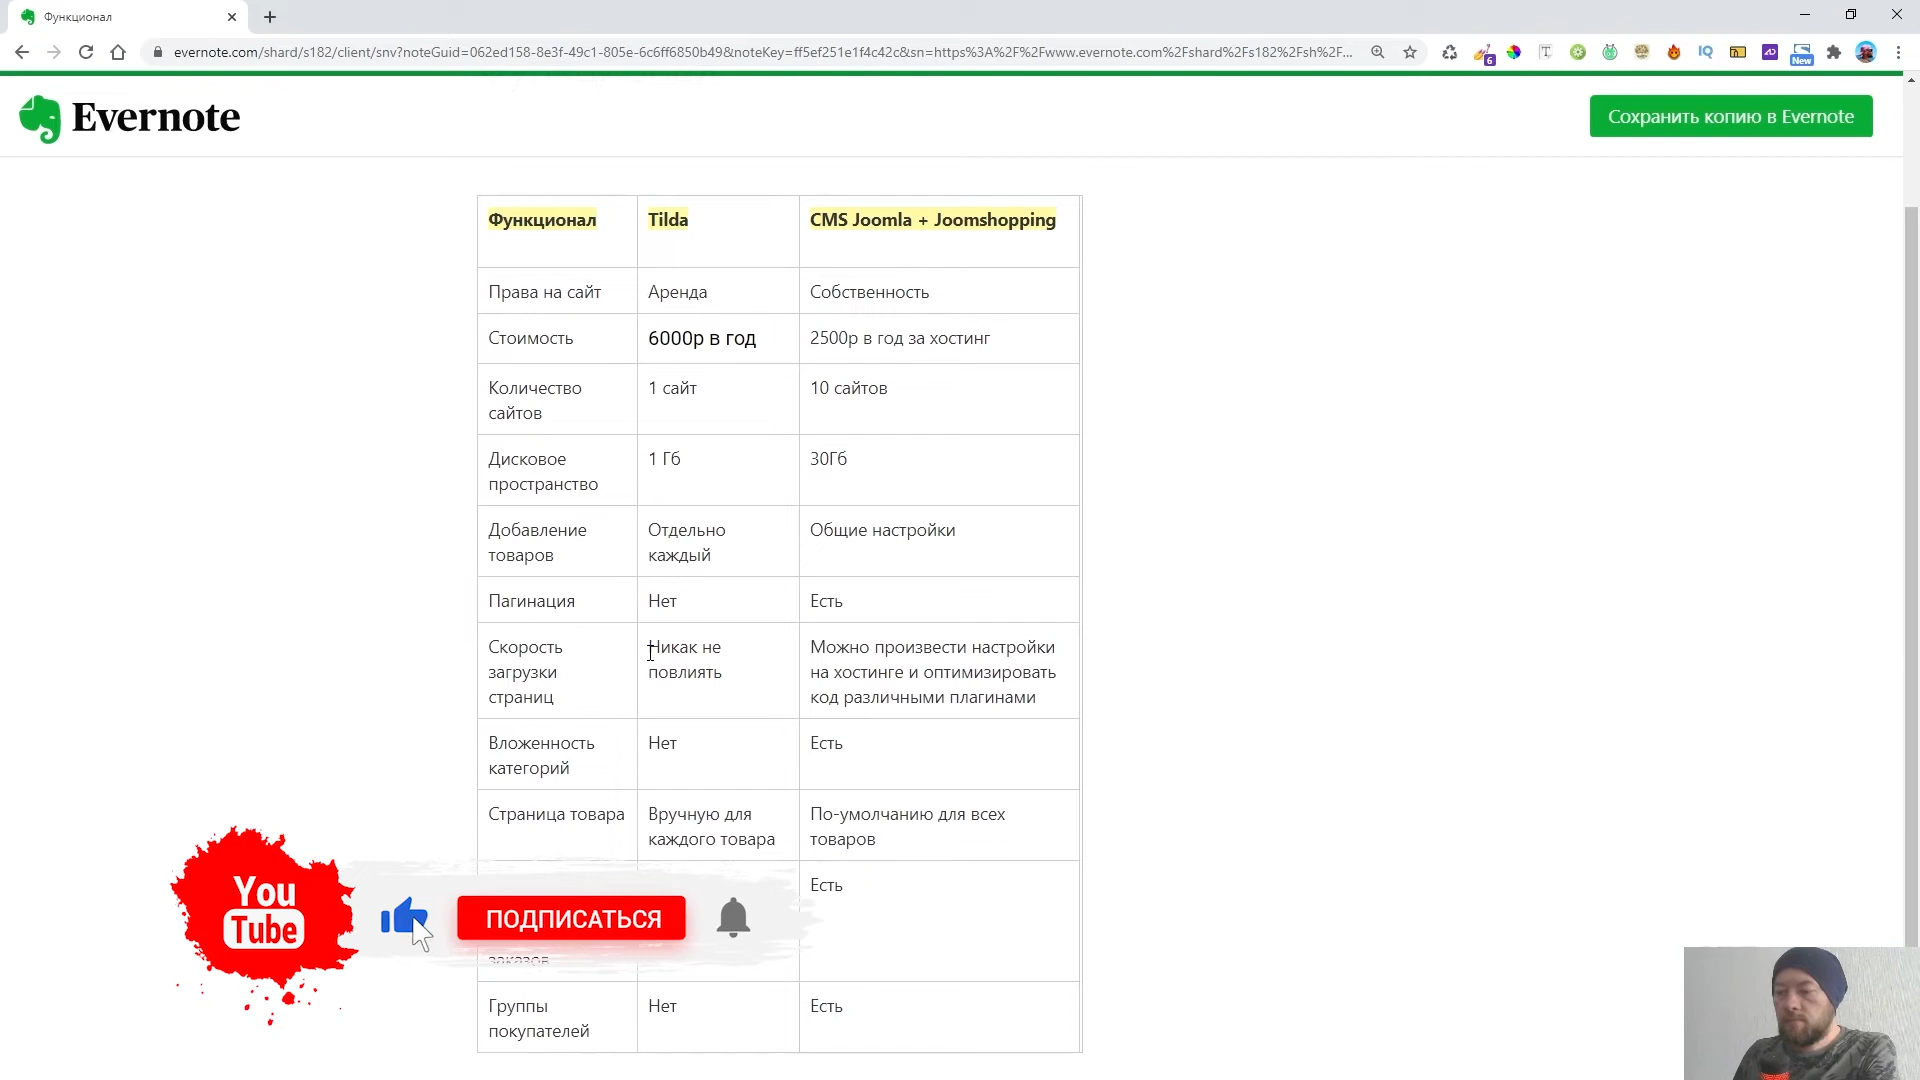 Функционал
evernote.com/shard/s182/client/snv?noteGuid=062ed158-8e3f-49c1-805e-6c6ff6850b49&noteKey=ff5ef251e1f4c42c&sn=https%3A%2F%2Fwww.evernote.com%2Fshard%2Fs182%2Fsh%2F...
6
IQ
New
Evernote
Сохранить копию в Evernote
Функционал
Tilda
CMS Joomla + Joomshopping
Права на сайт
Аренда
Собственность
Стоимость
6000р в год
2500р в год за хостинг
Количество
сайтов
1 сайт
10 сайтов
Дисковое
пространство
1 Гб
30Гб
Добавление
товаров
Отдельно
каждый
Общие настройки
Пагинация
Нет
Есть
Скорость
загрузки
страниц
Никак не
повлиять
Можно произвести настройки
на хостинге и оптимизировать
код различными плагинами
Вложенность
категорий
Нет
Есть
Страница товара
Вручную для
каждого товара
По-умолчанию для всех
товаров
Есть
заказов
Группы
покупателей
Нет
Есть
You
Tube
ПОДПИСАТЬСЯ